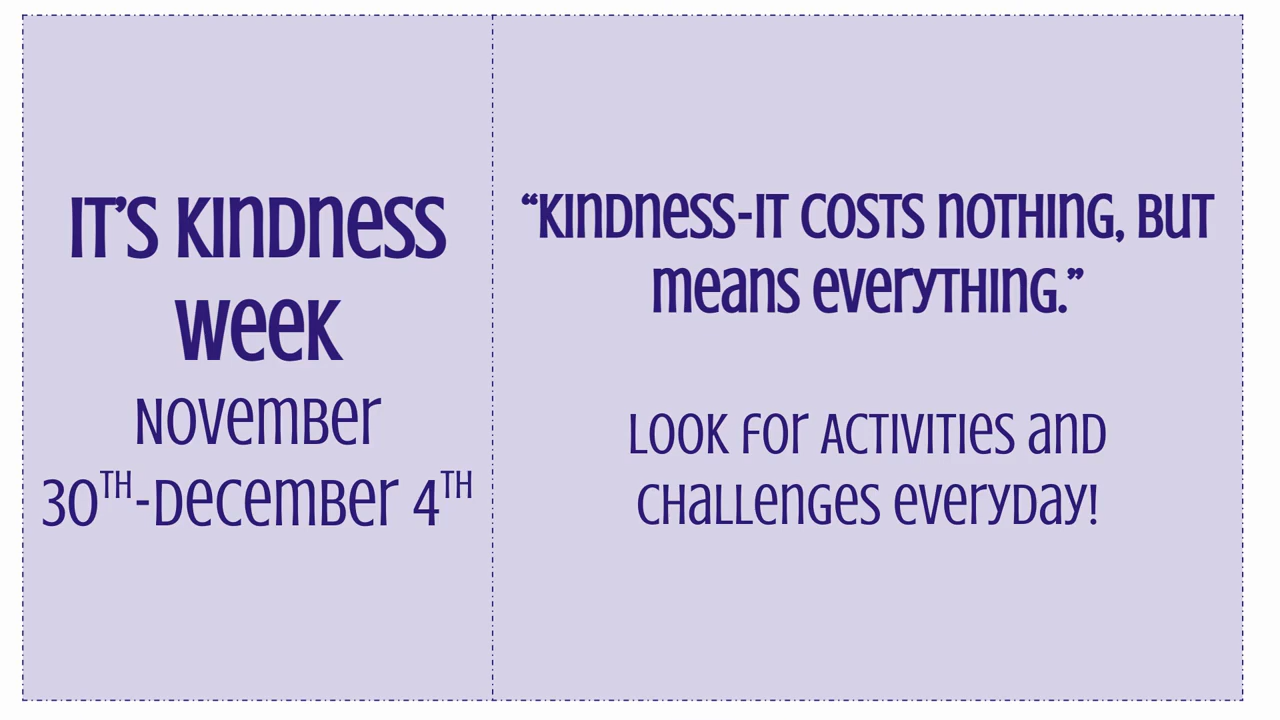 IT'S KINDNESS
WEEK
NOVEMBER
30TH-DECEMBER 4TH
"KINDNESS-IT COSTS NOTHING, BUT
MEANS EVERYTHING."
LOOK FOR ACTIVITIES AND
CHALLENGES EVERYDAY!